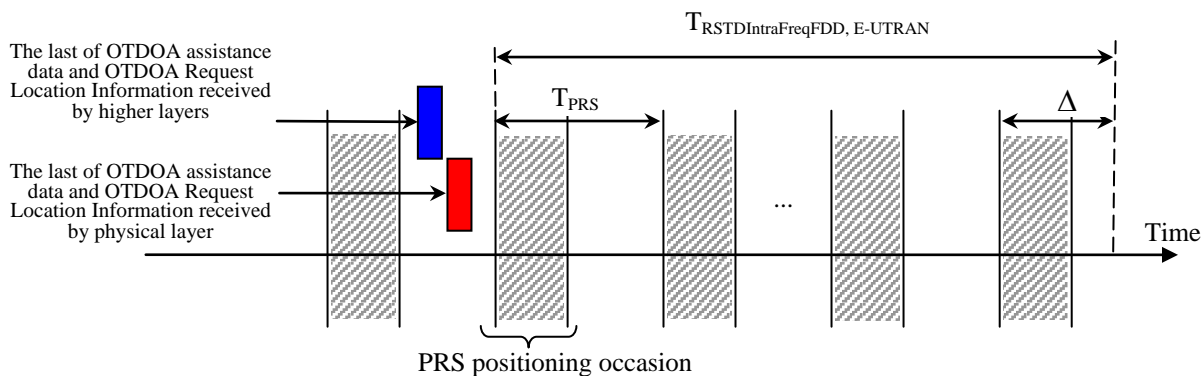 The last of OTDOA assistance
data and OTDOA Request
Location Information received
by higher layers
The last of OTDOA assistance
data and OTDOA Request
Location Information received
by physical layer
T_RSTDIntraFreqFDD, E-UTRAN
T_PRS
Δ
...
Time
PRS positioning occasion